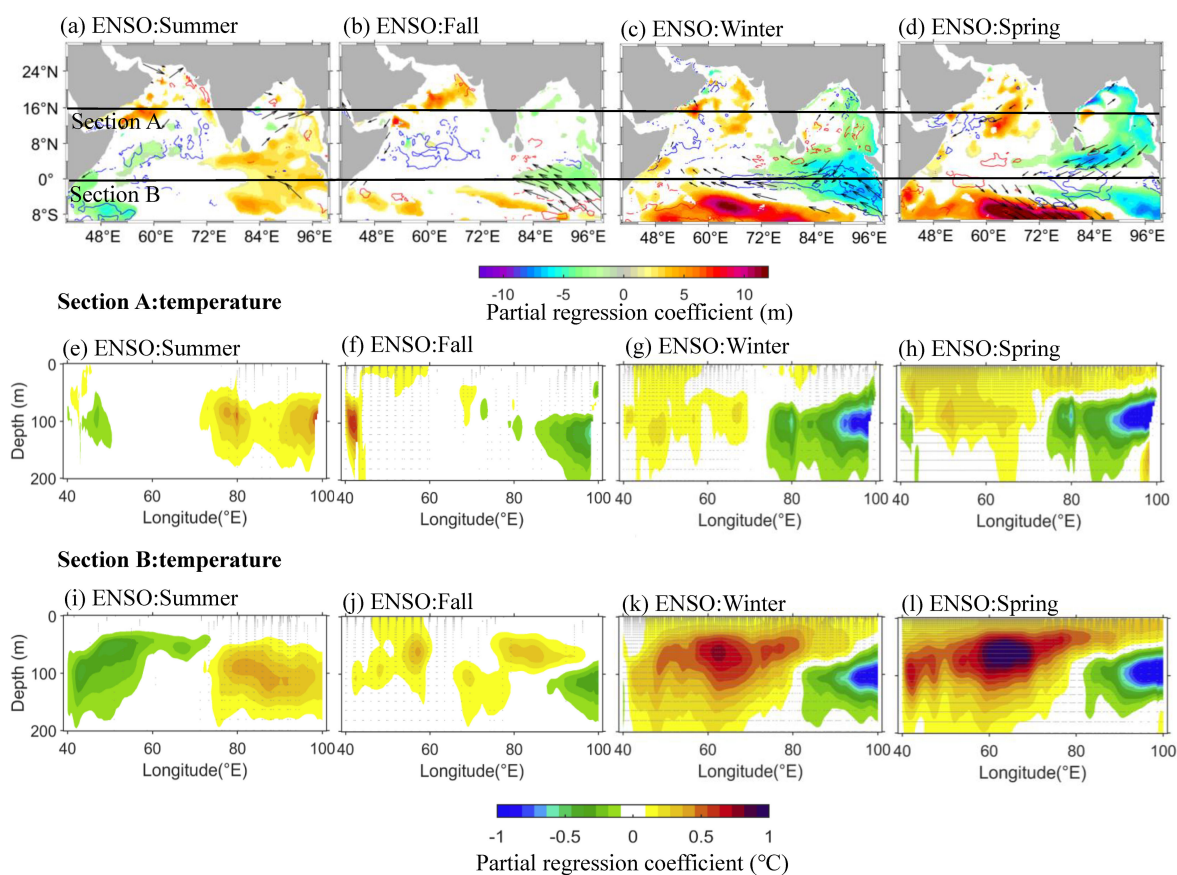 (a) ENSO:Summer (b) ENSO:Fall (c) ENSO:Winter (d) ENSO:Spring
24°N
16°N
Section A
8°N
0°
Section B
8°S
48°E 60°E 72°E 84°E 96°E 48°E 60°E 72°E 84°E 96°E 48°E 60°E 72°E 84°E 96°E 48°E 60°E 72°E 84°E 96°E
-10 -5 0 5 10
Partial regression coefficient (m)
Section A:temperature
(e) ENSO:Summer (f) ENSO:Fall (g) ENSO:Winter (h) ENSO:Spring
Depth (m)
0
100
200
40 60 80 100 40 60 80 100 40 60 80 100 40 60 80 100
Longitude(°E) Longitude(°E) Longitude(°E) Longitude(°E)
Section B:temperature
(i) ENSO:Summer (j) ENSO:Fall (k) ENSO:Winter (l) ENSO:Spring
Depth (m)
0
100
200
40 60 80 100 40 60 80 100 40 60 80 100 40 60 80 100
Longitude(°E) Longitude(°E) Longitude(°E) Longitude(°E)
-1 -0.5 0 0.5 1
Partial regression coefficient (℃)